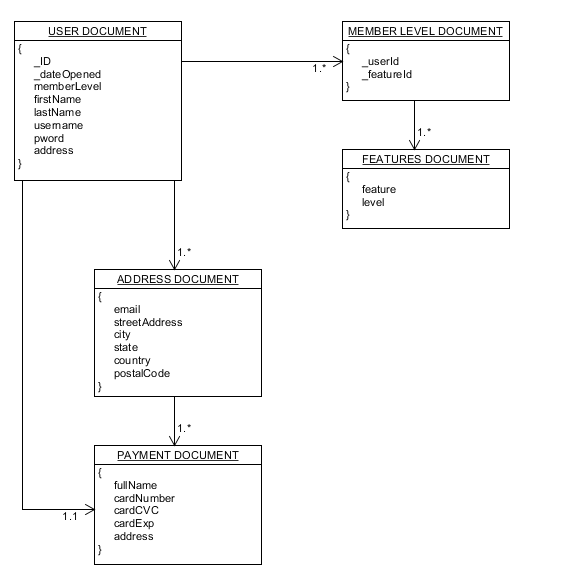 USER DOCUMENT
{
_ID
_dateOpened
memberLevel
firstName
lastName
username
pword
address
}
1.*
MEMBER LEVEL DOCUMENT
{
_userId
_featureId
}
1.*
FEATURES DOCUMENT
{
feature
level
}
1.*
ADDRESS DOCUMENT
{
email
streetAddress
city
state
country
postalCode
}
1.*
PAYMENT DOCUMENT
{
fullName
cardNumber
cardCVC
cardExp
address
}
1.1